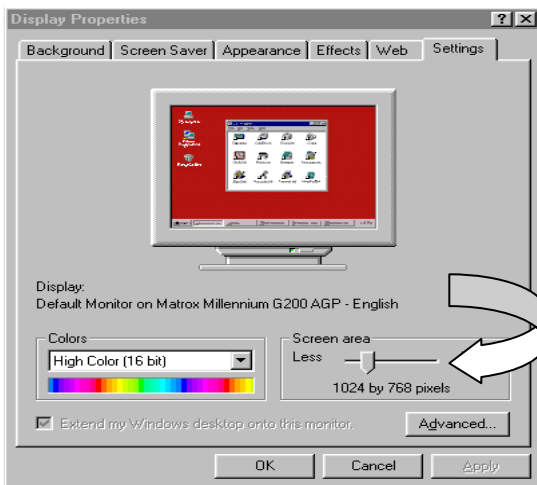 Display Properties
Background Screen Saver Appearance Effects Web Settings
Display:
Default Monitor on Matrox Millennium G200 AGP - English
Colors
High Color (16 bit)
Screen area
Less
1024 by 768 pixels
Extend my Windows desktop onto this monitor.
Advanced...
OK Cancel Apply